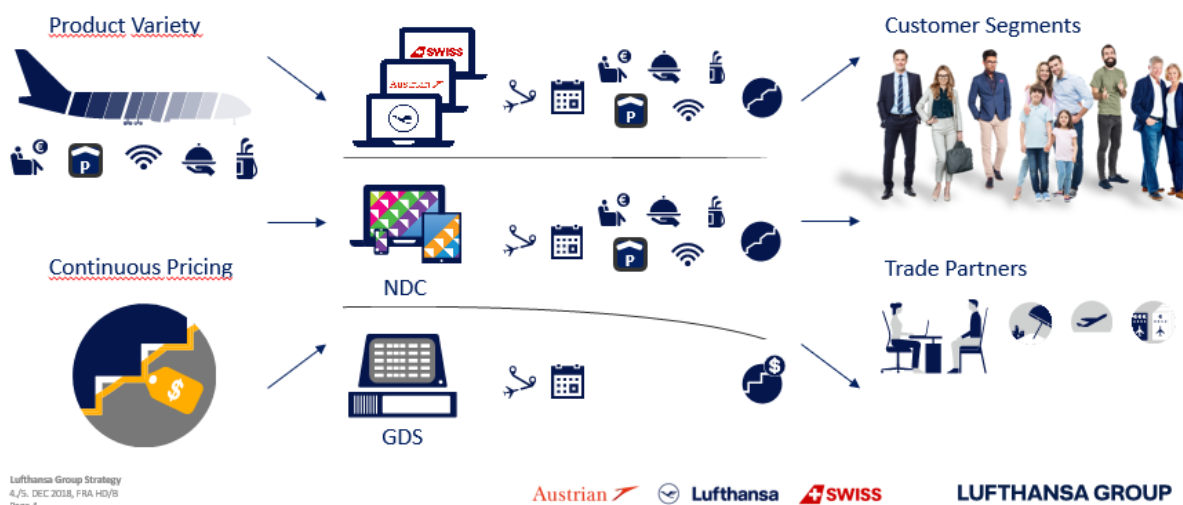 Product Variety
Customer Segments
SWISS
Austrian
€
€
P
P
€
P
Continuous Pricing
NDC
Trade Partners
$
$
GDS
Lufthansa Group Strategy
4./5. DEC 2018, FRA HD/B
Austrian
Lufthansa
SWISS
LUFTHANSA GROUP